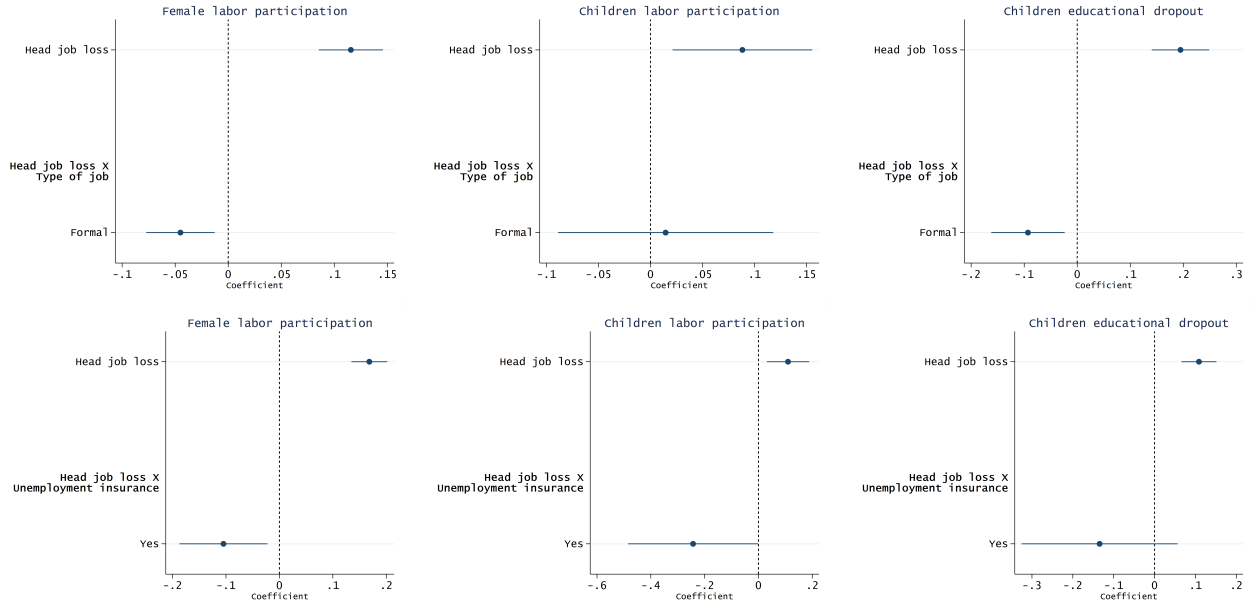 Female labor participation
Head job loss
Head job loss X
Type of job
Formal
-.1 -.05 0 .05 .1 .15
Coefficient
Children labor participation
Head job loss
Head job loss X
Type of job
Formal
-.1 -.05 0 .05 .1 .15
Coefficient
Children educational dropout
Head job loss
Head job loss X
Type of job
Formal
-.2 -.1 0 .1 .2 .3
Coefficient
Female labor participation
Head job loss
Head job loss X
Unemployment insurance
Yes
-.2 -.1 0 .1 .2
Coefficient
Children labor participation
Head job loss
Head job loss X
Unemployment insurance
Yes
-.6 -.4 -.2 0 .2
Coefficient
Children educational dropout
Head job loss
Head job loss X
Unemployment insurance
Yes
-.3 -.2 -.1 0 .1 .2
Coefficient